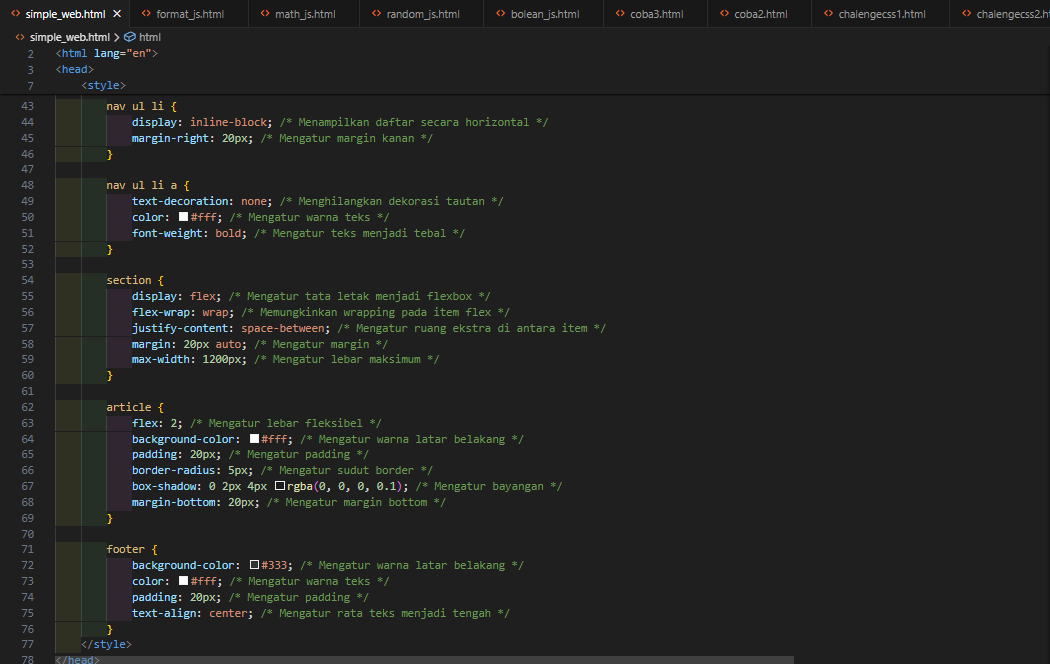 simple_web.html format_js.html math_js.html random_js.html bolean_js.html coba3.html coba2.html chalengecss1.html chalengecss2.ht
simple_web.html > html
2 <html lang="en">
3 <head>
7 <style>
43 nav ul li {
44 display: inline-block; /* Menampilkan daftar secara horizontal */
45 margin-right: 20px; /* Mengatur margin kanan */
46 }
47
48 nav ul li a {
49 text-decoration: none; /* Menghilangkan dekorasi tautan */
50 color: #fff; /* Mengatur warna teks */
51 font-weight: bold; /* Mengatur teks menjadi tebal */
52 }
53
54 section {
55 display: flex; /* Mengatur tata letak menjadi flexbox */
56 flex-wrap: wrap; /* Memungkinkan wrapping pada item flex */
57 justify-content: space-between; /* Mengatur ruang ekstra di antara item */
58 margin: 20px auto; /* Mengatur margin */
59 max-width: 1200px; /* Mengatur lebar maksimum */
60 }
61
62 article {
63 flex: 2; /* Mengatur lebar fleksibel */
64 background-color: #fff; /* Mengatur warna latar belakang */
65 padding: 20px; /* Mengatur padding */
66 border-radius: 5px; /* Mengatur sudut border */
67 box-shadow: 0 2px 4px rgba(0, 0, 0, 0.1); /* Mengatur bayangan */
68 margin-bottom: 20px; /* Mengatur margin bottom */
69 }
70
71 footer {
72 background-color: #333; /* Mengatur warna latar belakang */
73 color: #fff; /* Mengatur warna teks */
74 padding: 20px; /* Mengatur padding */
75 text-align: center; /* Mengatur rata teks menjadi tengah */
76 }
77 </style>
78 </head>